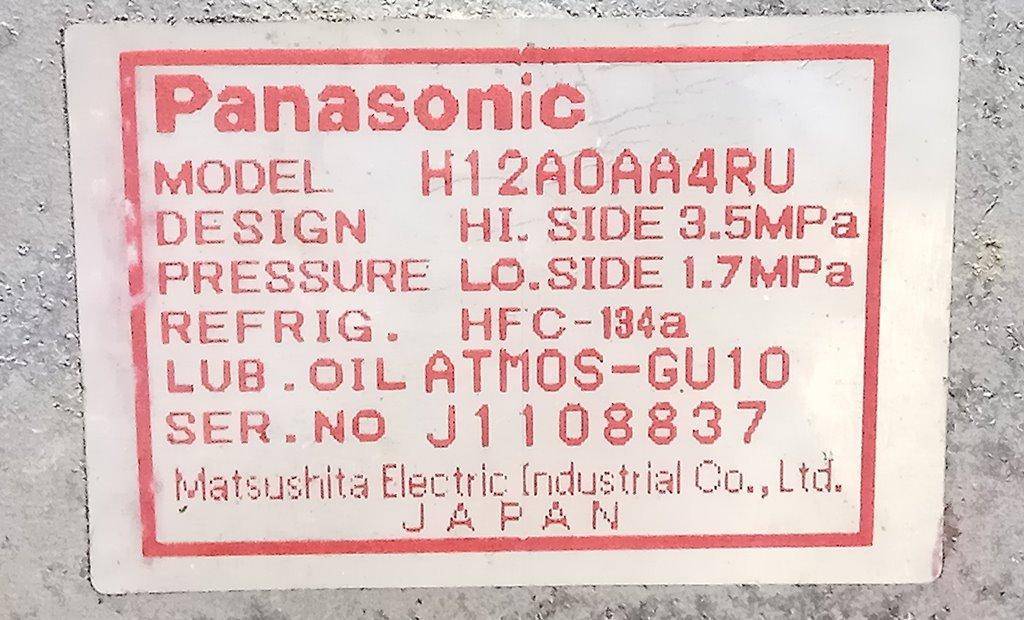 Panasonic
MODEL H12A0AA4RU
DESIGN HI. SIDE 3.5MPa
PRESSURE LO.SIDE 1.7MPa
REFRIG. HFC-134a
LUB.OIL ATMOS-GU10
SER.NO J1108837
Matsushita Electric Industrial Co., Ltd.
JAPAN